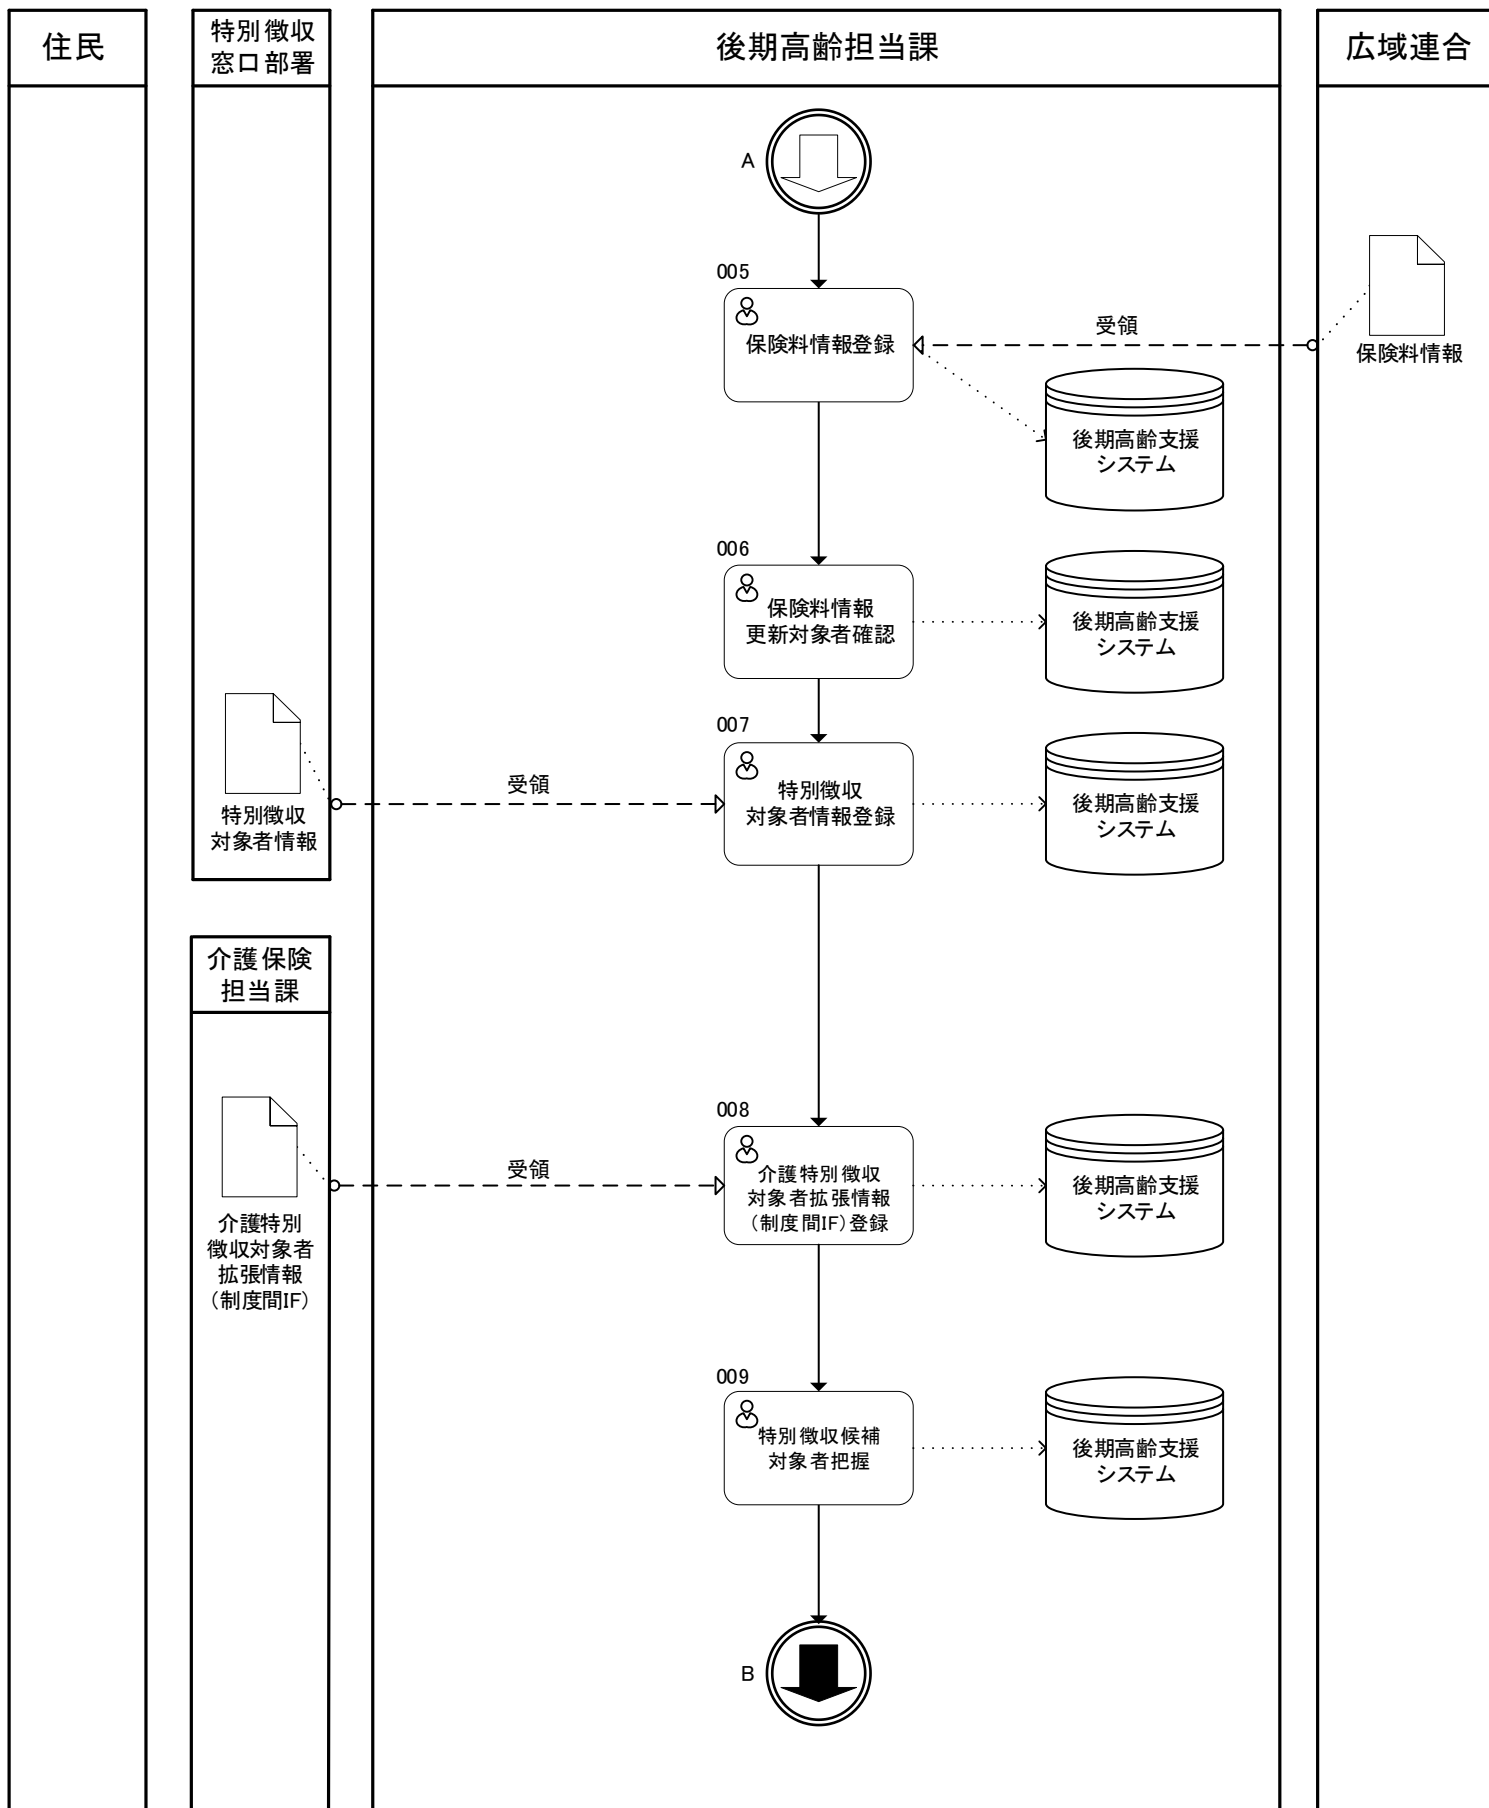 住民
特別徴収
窓口部署
後期高齢担当課
広域連合
A
005
保険料情報登録
受領
保険料情報
後期高齢支援
システム
006
保険料情報
更新対象者確認
後期高齢支援
システム
007
特別徴収
対象者情報登録
受領
特別徴収
対象者情報
後期高齢支援
システム
介護保険
担当課
008
介護特別徴収
対象者拡張情報
（制度間IF）登録
受領
介護特別
徴収対象者
拡張情報
（制度間IF）
後期高齢支援
システム
009
特別徴収候補
対象者把握
後期高齢支援
システム
B